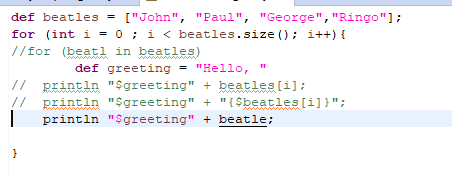 def beatles = ["John", "Paul", "George","Ringo"];
for (int i = 0 ; i < beatles.size(); i++){
//for (beatl in beatles)
def greeting = "Hello, "
// println "$greeting" + beatles[i];
// println "$greeting" + "{$beatles[i]}";
println "$greeting" + beatle;
}